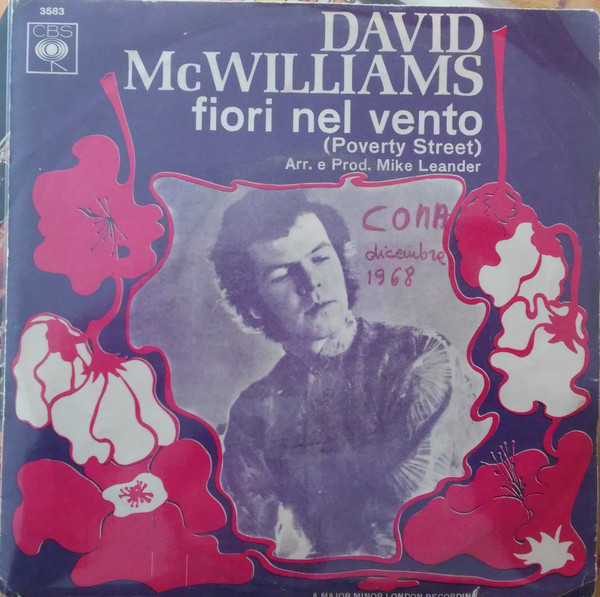 3583
CBS
DAVID
McWILLIAMS
fiori nel vento
(Poverty Street)
Arr. e Prod. Mike Leander
COMA
dicembre
1968
A MAJOR MINOR LONDON RECORDING